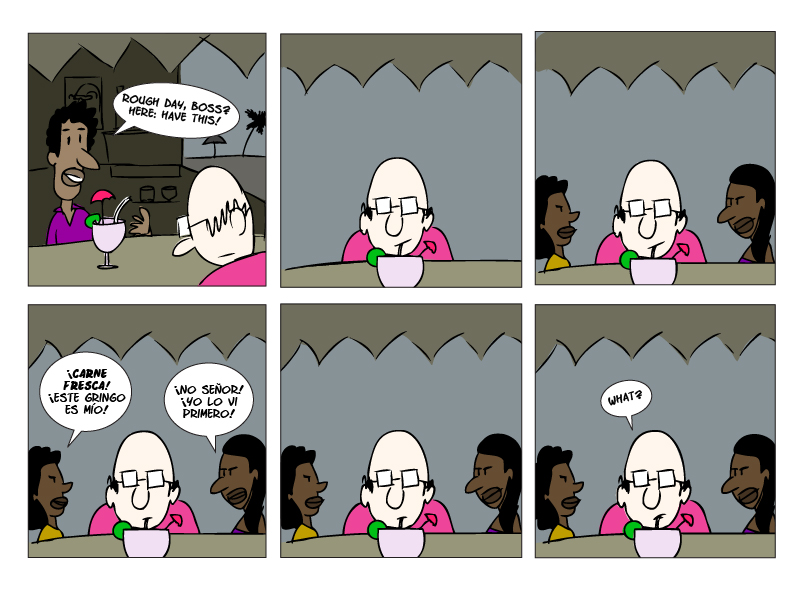 ROUGH DAY, BOSS?
HERE: HAVE THIS!
¡CARNE
FRESCA!
¡ESTE GRINGO
ES MÍO!
¡NO SEÑOR!
¡YO LO VI
PRIMERO!
WHAT?